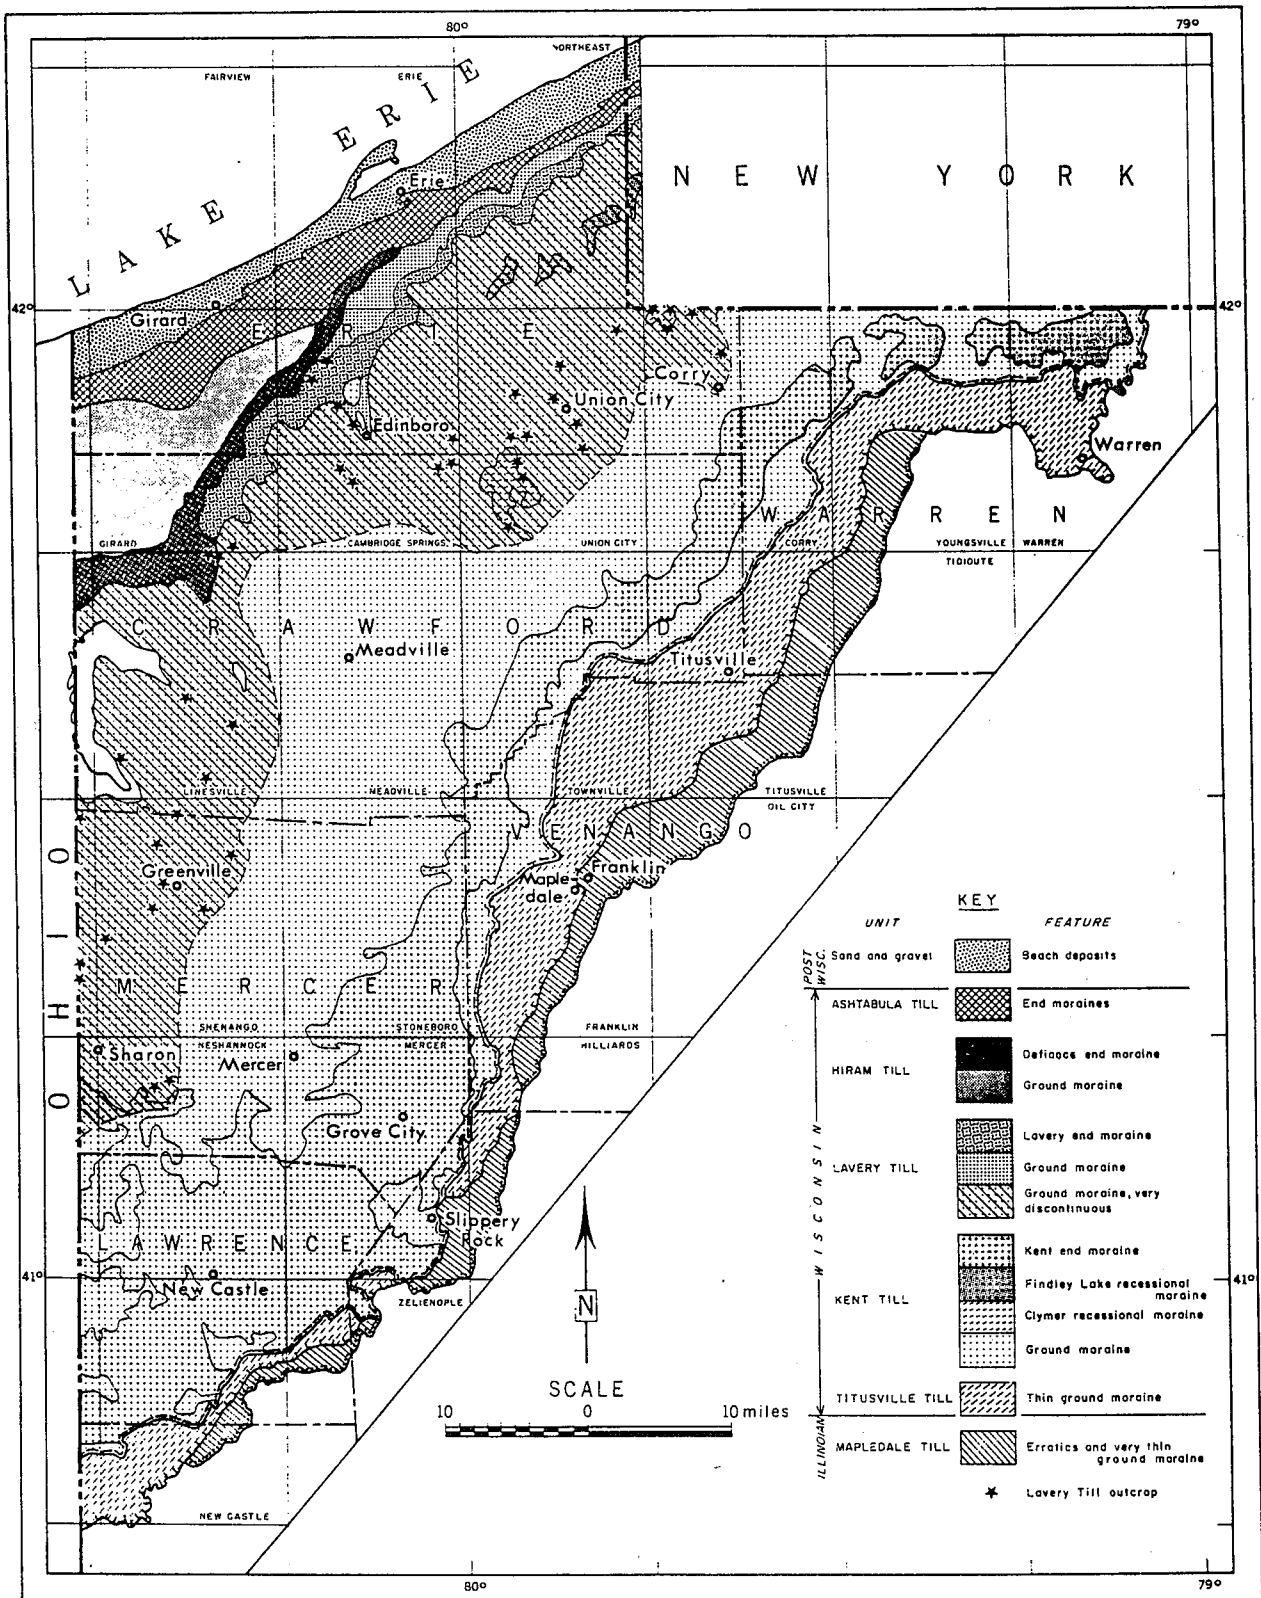 80°
79°
NORTHEAST
FAIRVIEW
ERIE
LAKE ERIE
NEW YORK
Erie
42°
42°
Girard
ERIE
Corry
Union City
Edinboro
Warren
WARREN
GIRARD
CAMBRIDGE SPRINGS
UNION CITY
CORRY
YOUNGSVILLE
WARREN
TIDIOUTE
CRAWFORD
Meadville
Titusville
LINESVILLE
MEADVILLE
TOWNVILLE
TITUSVILLE
OIL CITY
VENANGO
OHIO
Greenville
Franklin
Maple-
dale
MERCER
SHENANGO
STONEBORO
FRANKLIN
NESHANNOCK
MERCER
HILLIARDS
Sharon
Mercer
Grove City
Slippery
Rock
LAWRENCE
41°
41°
New Castle
ZELIENOPLE
N
SCALE
10 0 10 miles
NEW CASTLE
80°
79°
KEY
UNIT FEATURE
POST
WISC.
Sand and gravel Beach deposits
WISCONSIN
ASHTABULA TILL End moraines
Defiance end moraine
HIRAM TILL
Ground moraine
Lavery end moraine
LAVERY TILL Ground moraine
Ground moraine, very
discontinuous
Kent end moraine
Findley Lake recessional
moraine
KENT TILL
Clymer recessional moraine
Ground moraine
TITUSVILLE TILL Thin ground moraine
ILLINOIAN
MAPLEDALE TILL Erratics and very thin
ground moraine
★ Lavery Till outcrop